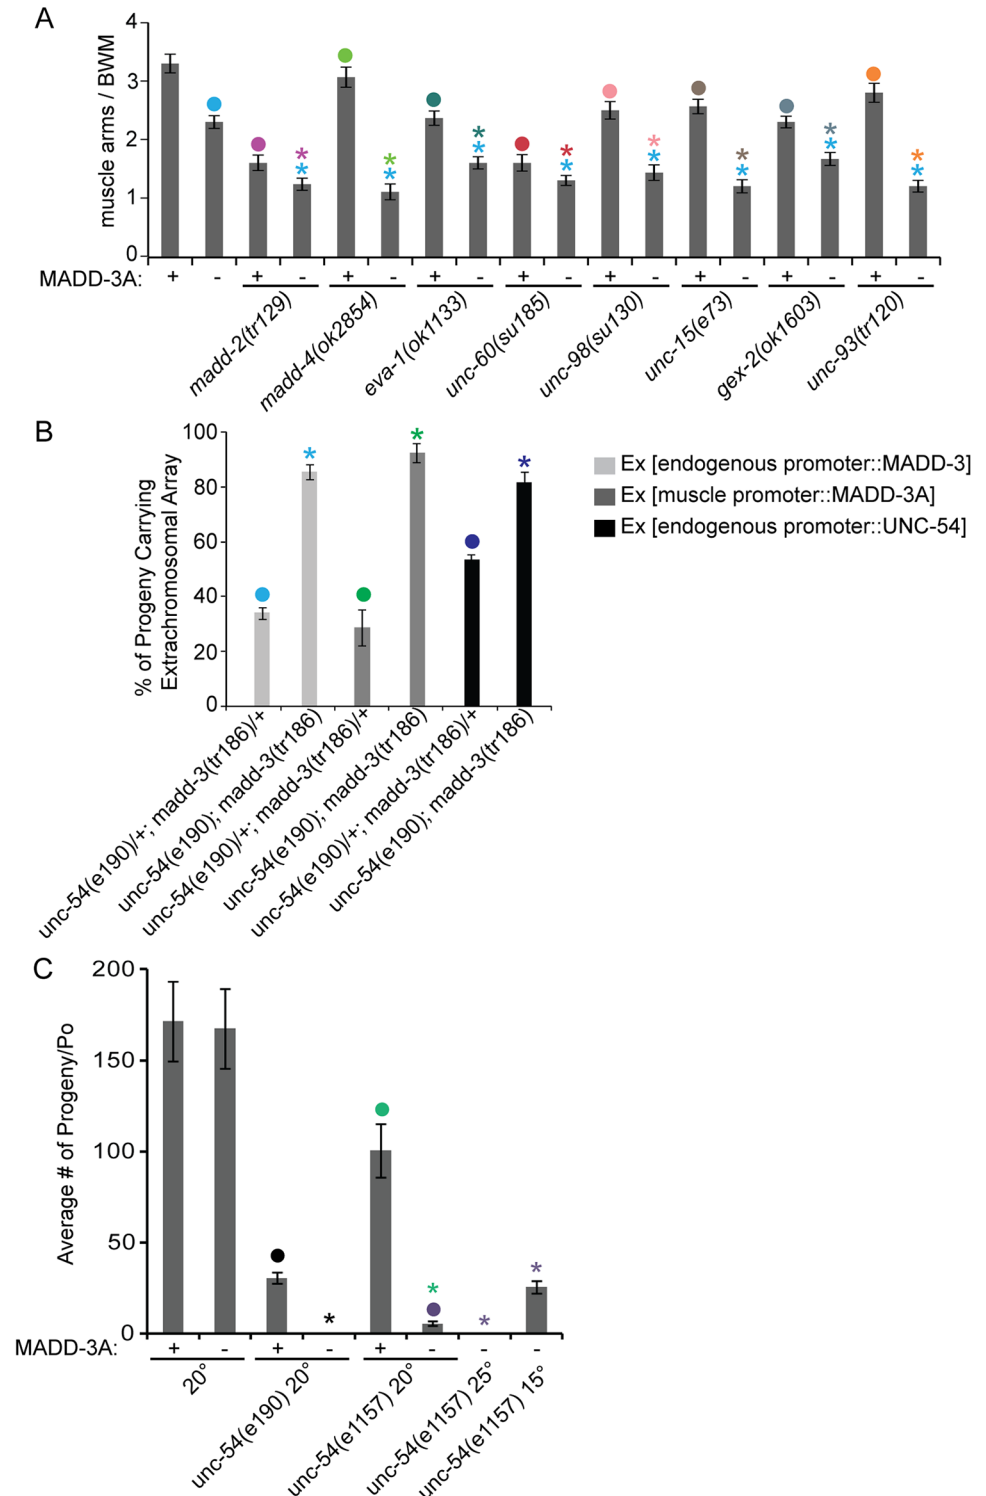 A
muscle arms / BWM
4
3
2
1
0
MADD-3A: + - + - + - + - + - + - + - + - + -
madd-2(tr129)
madd-4(ok2854)
eva-1(ok1133)
unc-60(su185)
unc-98(su130)
unc-15(e73)
gex-2(ok1603)
unc-93(tr120)
B
% of Progeny Carrying
Extrachromosomal Array
100
80
60
40
20
0
Ex [endogenous promoter::MADD-3]
Ex [muscle promoter::MADD-3A]
Ex [endogenous promoter::UNC-54]
unc-54(e190)/+; madd-3(tr186)/+
unc-54(e190); madd-3(tr186)
unc-54(e190)/+; madd-3(tr186)/+
unc-54(e190); madd-3(tr186)
unc-54(e190)/+; madd-3(tr186)/+
unc-54(e190); madd-3(tr186)
C
Average # of Progeny/Po
200
150
100
50
0
MADD-3A: + - + - + - - -
20°
unc-54(e190) 20°
unc-54(e1157) 20°
unc-54(e1157) 25°
unc-54(e1157) 15°